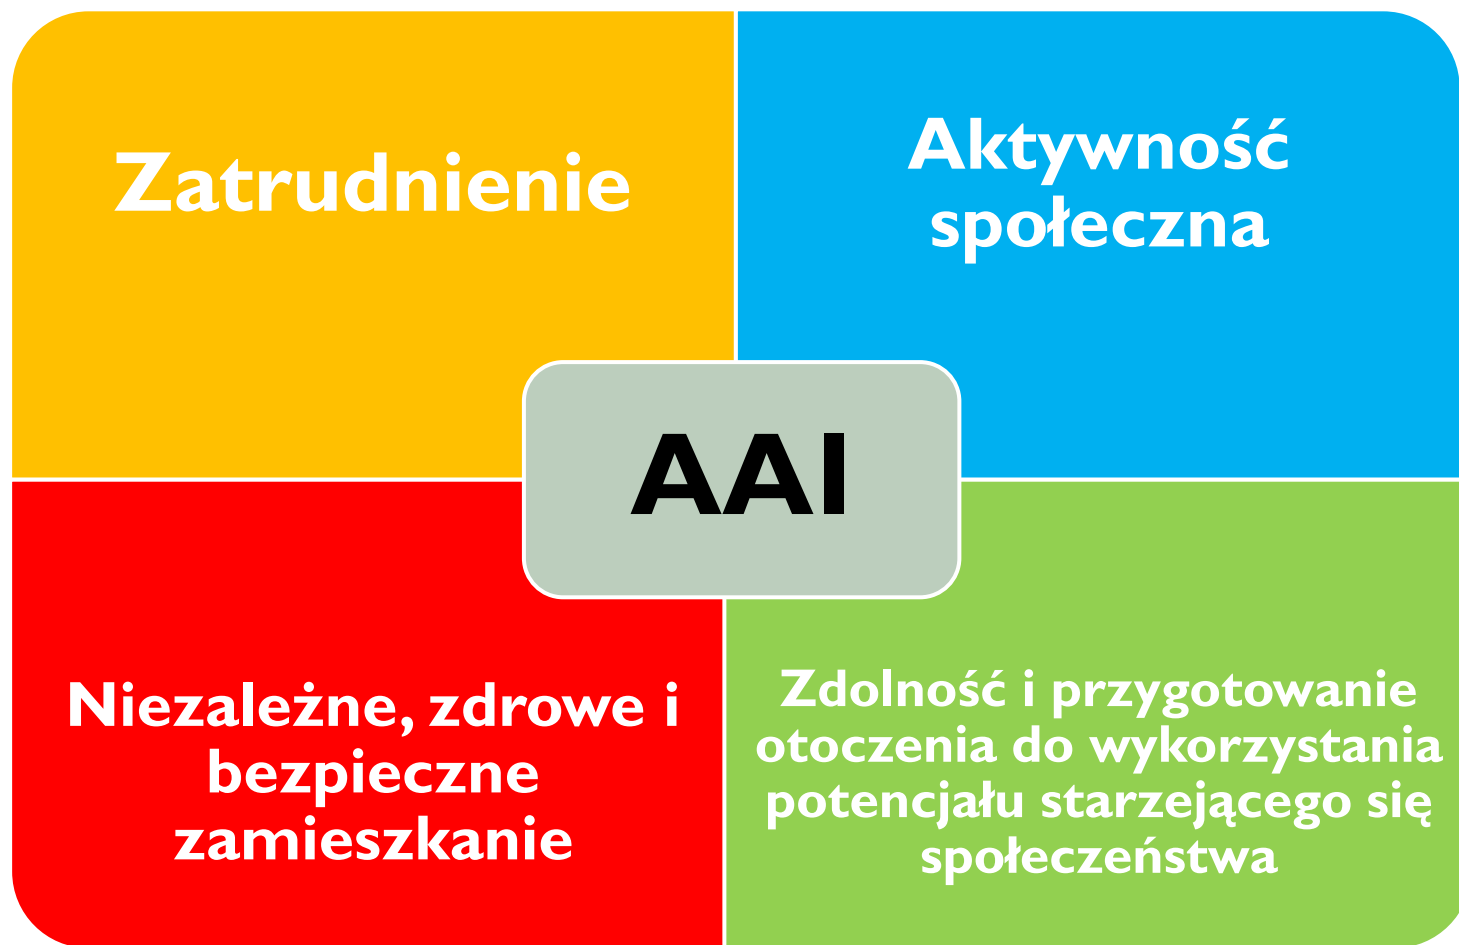 Zatrudnienie
Aktywność
społeczna
AAI
Niezależne, zdrowe i
bezpieczne
zamieszkanie
Zdolność i przygotowanie
otoczenia do wykorzystania
potencjału starzejącego się
społeczeństwa